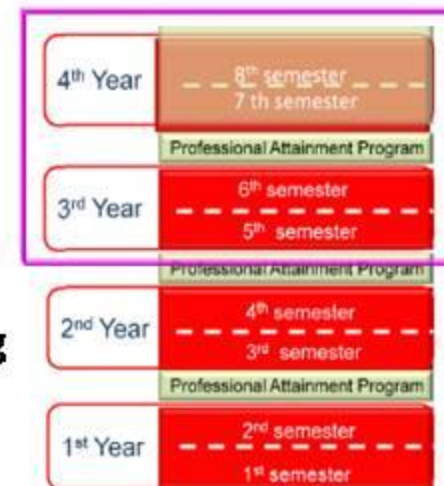 4th Year
8th semester
7 th semester
Professional Attainment Program
3rd Year
6th semester
5th semester
Professional Attainment Program
2nd Year
4th semester
3rd semester
Professional Attainment Program
1st Year
2nd semester
1st semester
g